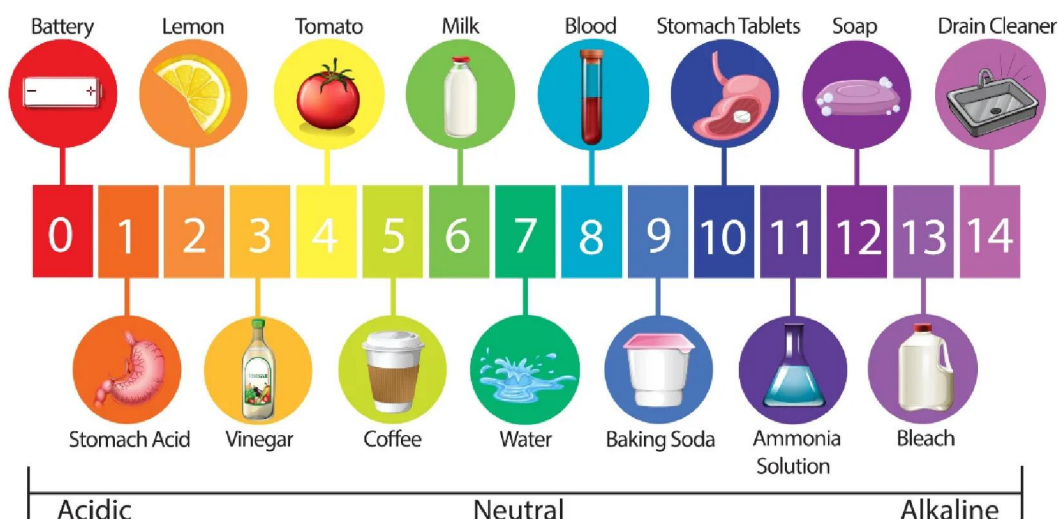 Battery Lemon Tomato Milk Blood Stomach Tablets Soap Drain Cleaner
0 1 2 3 4 5 6 7 8 9 10 11 12 13 14
Stomach Acid Vinegar Coffee Water Baking Soda Ammonia Bleach
Solution
Acidic Neutral Alkaline